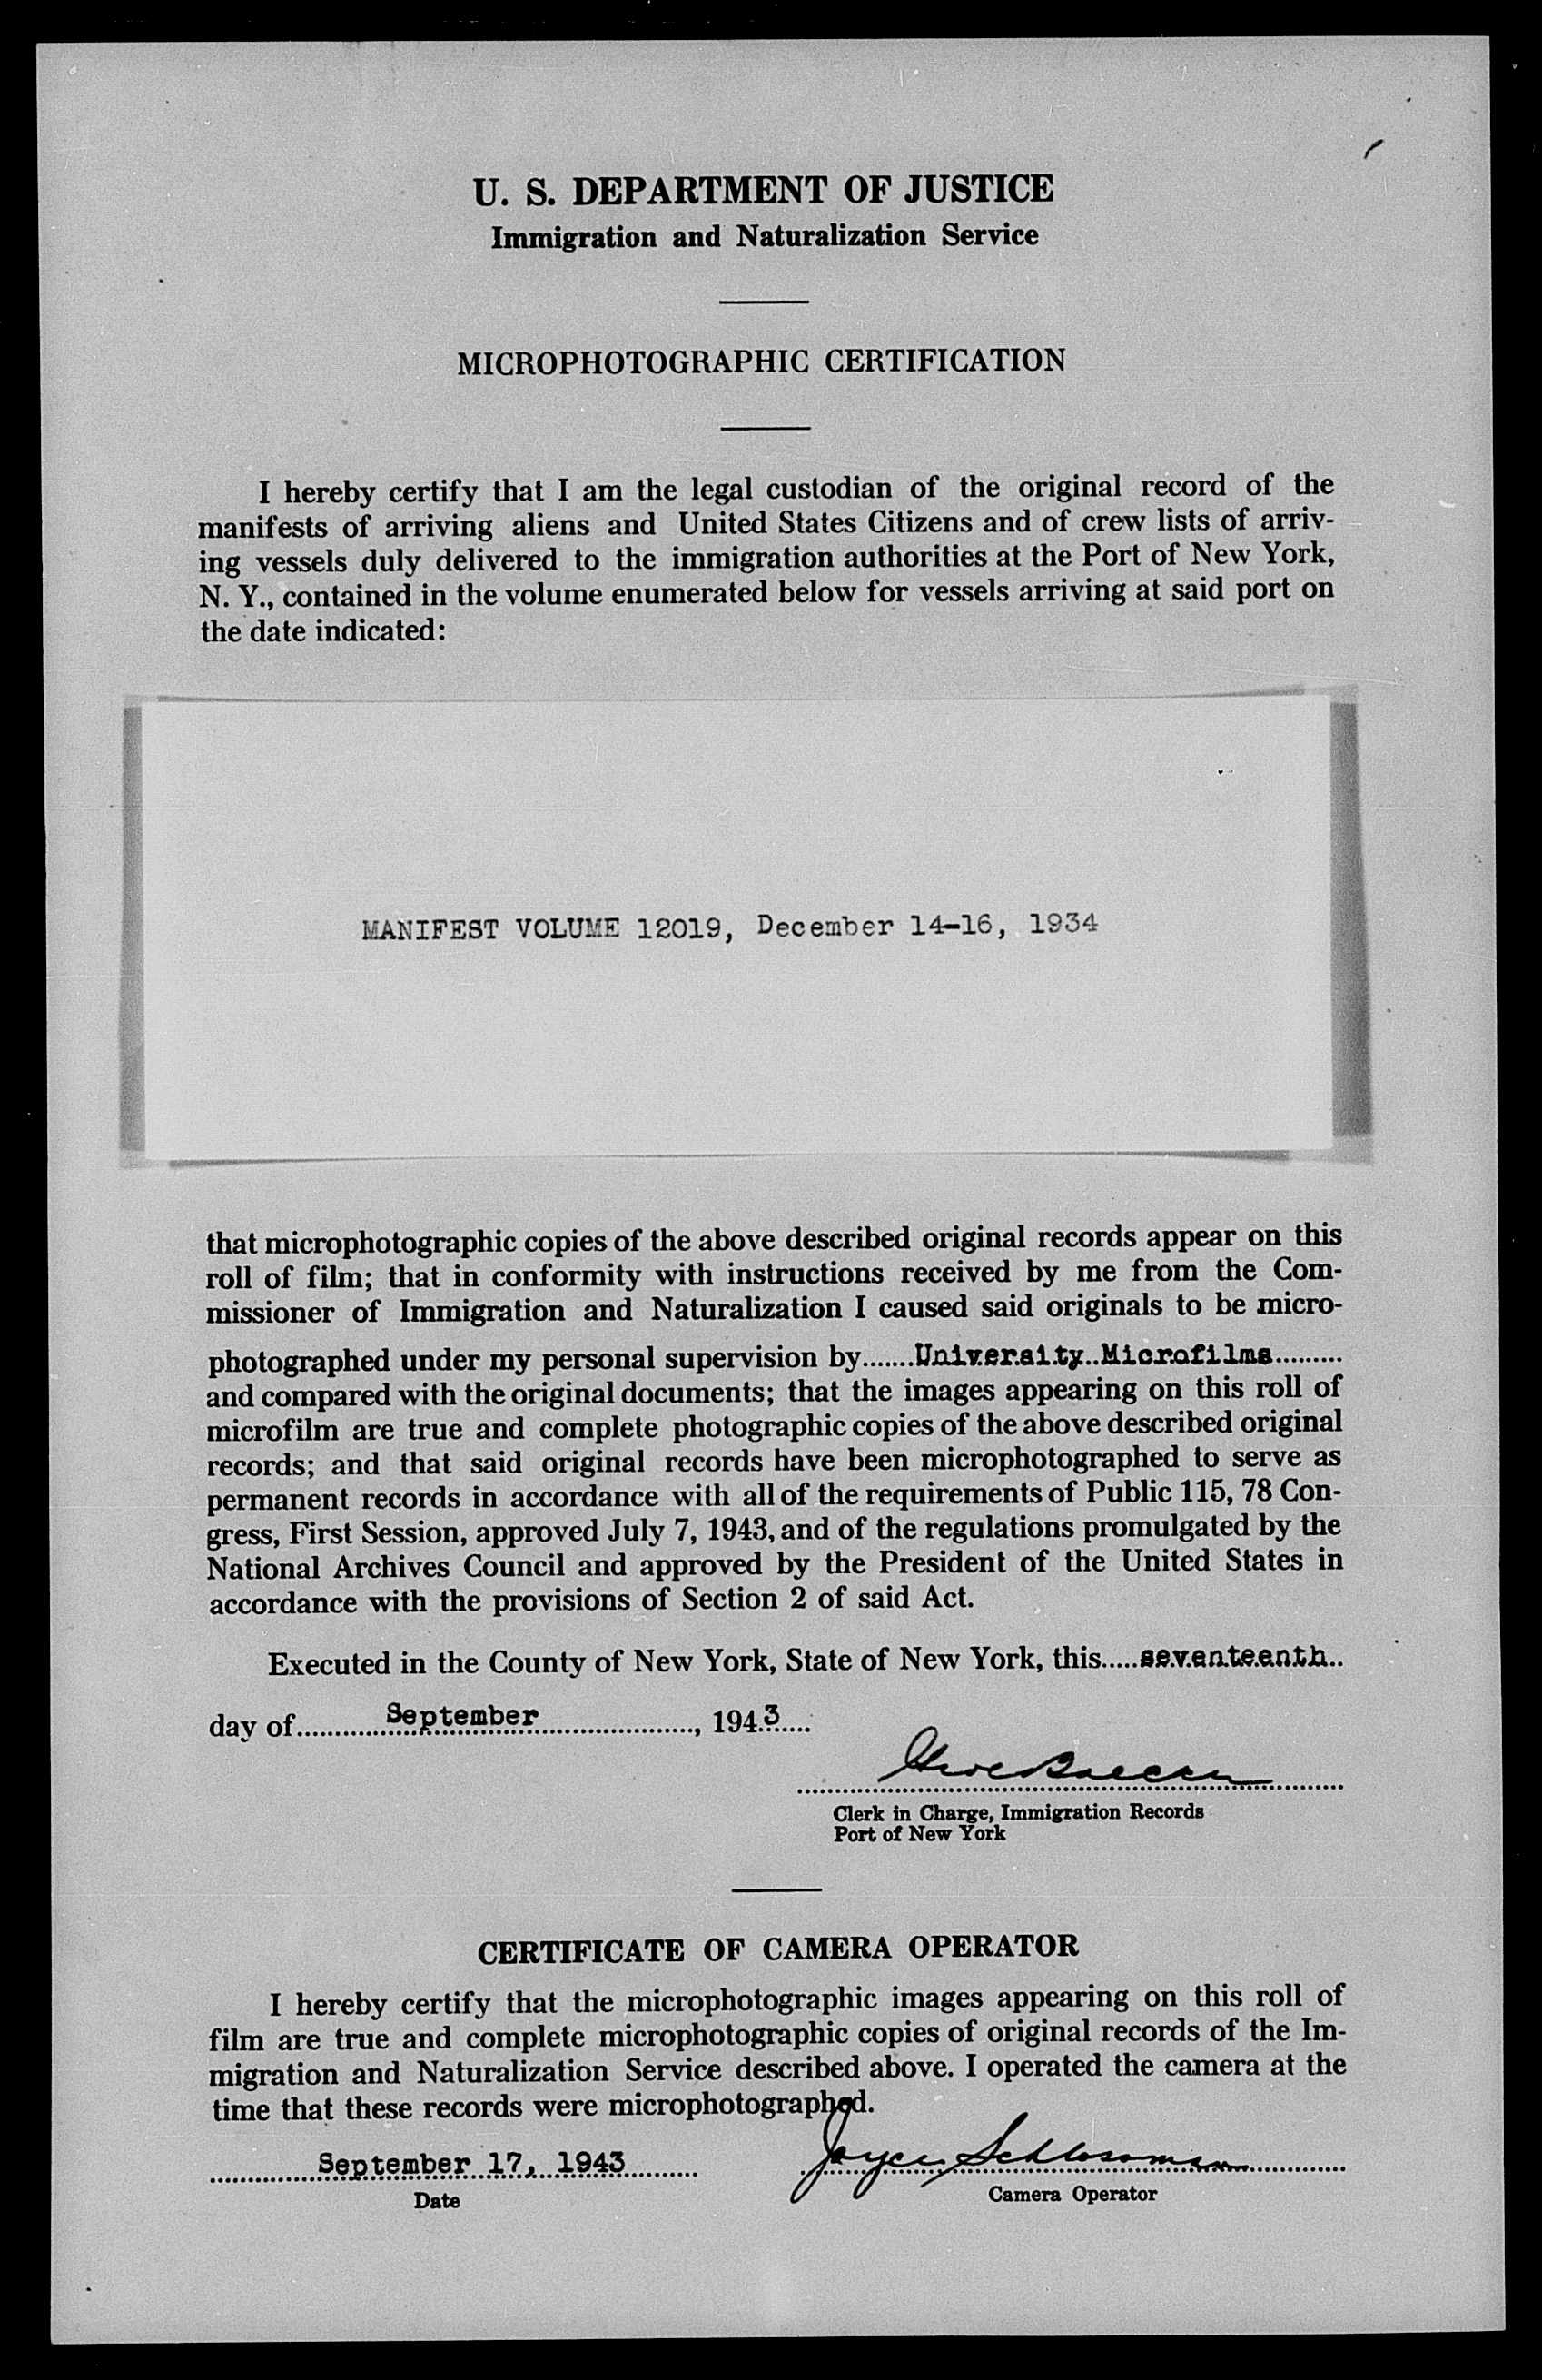 U. S. DEPARTMENT OF JUSTICE
Immigration and Naturalization Service
MICROPHOTOGRAPHIC CERTIFICATION
I hereby certify that I am the legal custodian of the original record of the
manifests of arriving aliens and United States Citizens and of crew lists of arriv-
ing vessels duly delivered to the immigration authorities at the Port of New York,
N. Y., contained in the volume enumerated below for vessels arriving at said port on
the date indicated:
MANIFEST VOLUME 12019, December 14-16, 1934
that microphotographic copies of the above described original records appear on this
roll of film; that in conformity with instructions received by me from the Com-
missioner of Immigration and Naturalization I caused said originals to be micro-
photographed under my personal supervision by.......University Microfilms.........
and compared with the original documents; that the images appearing on this roll of
microfilm are true and complete photographic copies of the above described original
records; and that said original records have been microphotographed to serve as
permanent records in accordance with all of the requirements of Public 115, 78 Con-
gress, First Session, approved July 7, 1943, and of the regulations promulgated by the
National Archives Council and approved by the President of the United States in
accordance with the provisions of Section 2 of said Act.
Executed in the County of New York, State of New York, this.....seventeenth..
day of............September......................, 1943....
Clerk in Charge, Immigration Records
Port of New York
CERTIFICATE OF CAMERA OPERATOR
I hereby certify that the microphotographic images appearing on this roll of
film are true and complete microphotographic copies of original records of the Im-
migration and Naturalization Service described above. I operated the camera at the
time that these records were microphotographed.
September 17, 1943
Joyce Schlossman
Date
Camera Operator